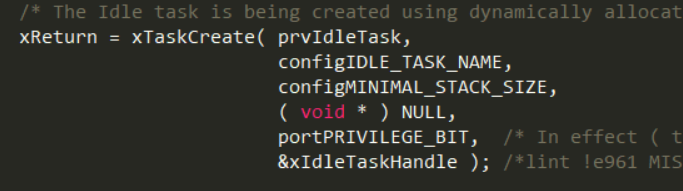 /* The Idle task is being created using dynamically allocat
xReturn = xTaskCreate( prvIdleTask,
configIDLE_TASK_NAME,
configMINIMAL_STACK_SIZE,
( void * ) NULL,
portPRIVILEGE_BIT,  /* In effect ( t
&xIdleTaskHandle ); /*lint !e961 MIS